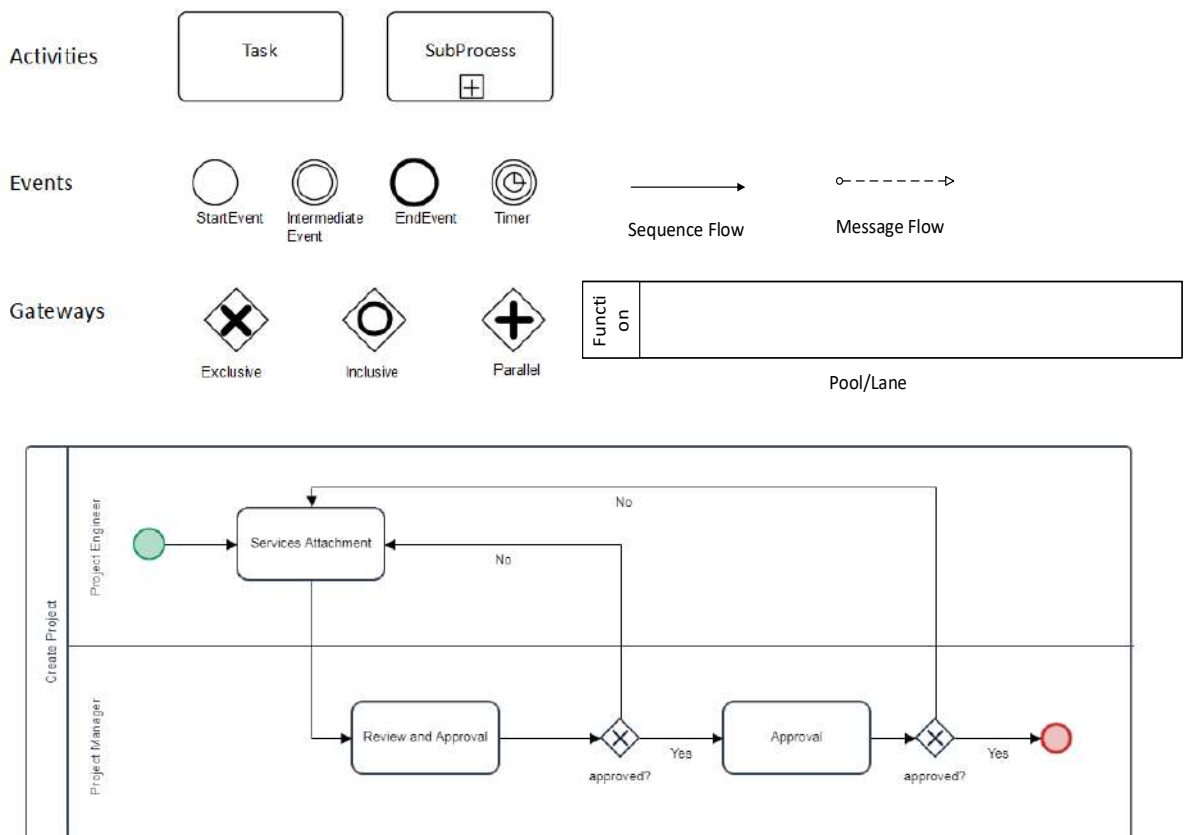 Activities
Task
SubProcess
Events
StartEvent
Intermediate
Event
EndEvent
Timer
Sequence Flow
Message Flow
Gateways
Exclusive
Inclusive
Parallel
Functi
on
Pool/Lane
Create Project
Project Engineer
Services Attachment
No
No
Project Manager
Review and Approval
approved?
Yes
Approval
approved?
Yes